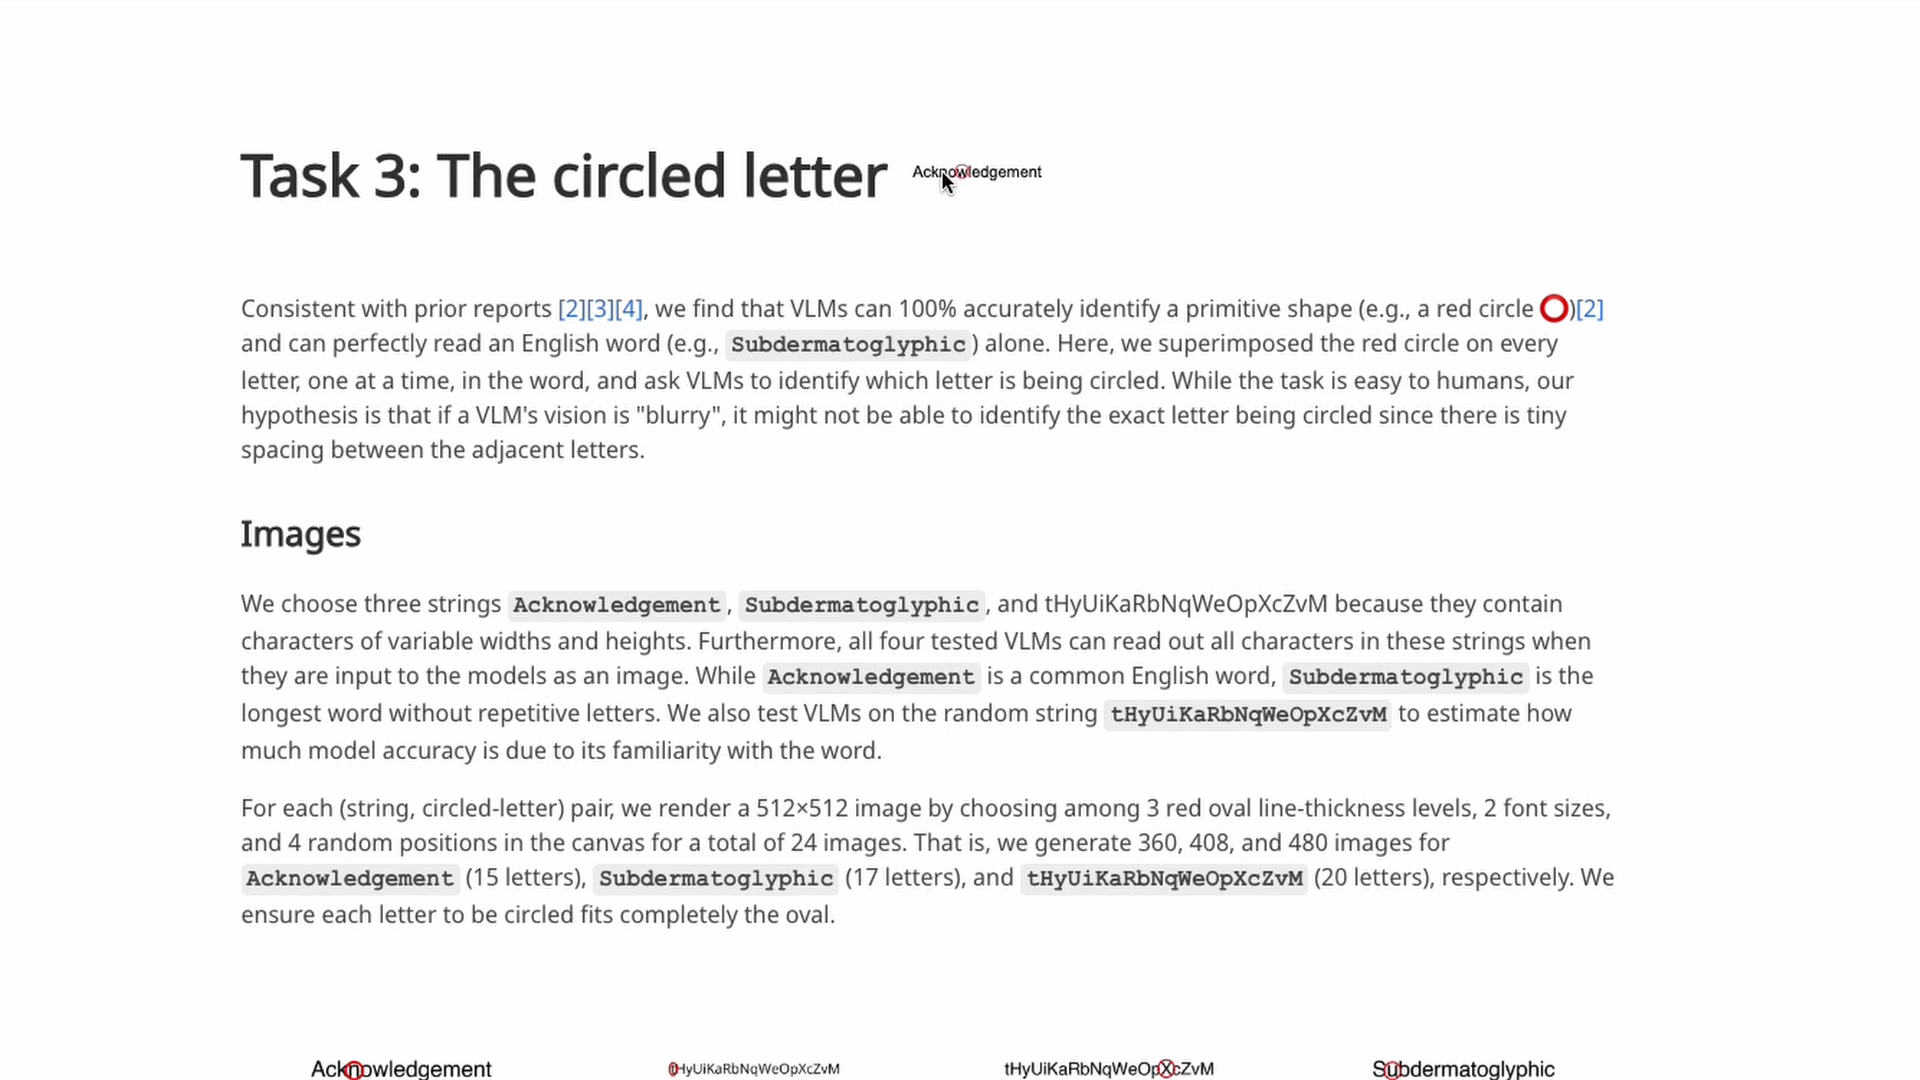 Task 3: The circled letter Acknowledgement
Consistent with prior reports [2][3][4], we find that VLMs can 100% accurately identify a primitive shape (e.g., a red circle )[2]
and can perfectly read an English word (e.g., Subdermatoglyphic) alone. Here, we superimposed the red circle on every
letter, one at a time, in the word, and ask VLMs to identify which letter is being circled. While the task is easy to humans, our
hypothesis is that if a VLM's vision is "blurry", it might not be able to identify the exact letter being circled since there is tiny
spacing between the adjacent letters.
Images
We choose three strings Acknowledgement, Subdermatoglyphic, and tHyUiKaRbNqWeOpXcZvM because they contain
characters of variable widths and heights. Furthermore, all four tested VLMs can read out all characters in these strings when
they are input to the models as an image. While Acknowledgement is a common English word, Subdermatoglyphic is the
longest word without repetitive letters. We also test VLMs on the random string tHyUiKaRbNqWeOpXcZvM to estimate how
much model accuracy is due to its familiarity with the word.
For each (string, circled-letter) pair, we render a 512×512 image by choosing among 3 red oval line-thickness levels, 2 font sizes,
and 4 random positions in the canvas for a total of 24 images. That is, we generate 360, 408, and 480 images for
Acknowledgement (15 letters), Subdermatoglyphic (17 letters), and tHyUiKaRbNqWeOpXcZvM (20 letters), respectively. We
ensure each letter to be circled fits completely the oval.
Acknowledgement tHyUiKaRbNqWeOpXcZvM tHyUiKaRbNqWeOpXcZvM Subdermatoglyphic